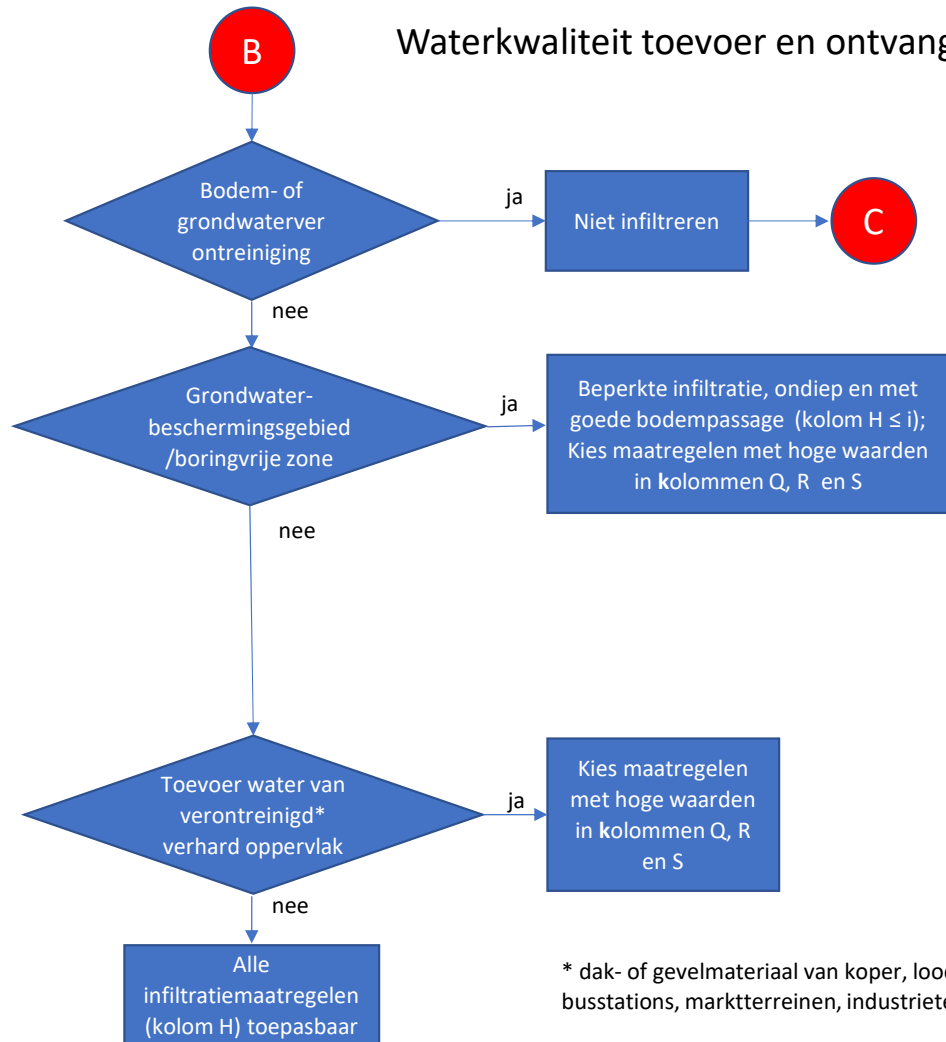 B
Waterkwaliteit toevoer en
Bodem- of
grondwaterver
ontreiniging
ja
Niet infiltreren
C
nee
Grondwater-
beschermingsgebied
/boringvrije zone
ja
Beperkte infiltratie, ondiep en met
goede bodempassage (kolom H ≤ i);
Kies maatregelen met hoge waarden
in kolommen Q, R en S
nee
Toevoer water van
verontreinigd*
verhard oppervlak
ja
Kies maatregelen
met hoge waarden
in kolommen Q, R
en S
nee
Alle
infiltratiemaatregelen
(kolom H) toepasbaar
* dak- of gevelmateriaal van koper,
busstations, marktterreinen,